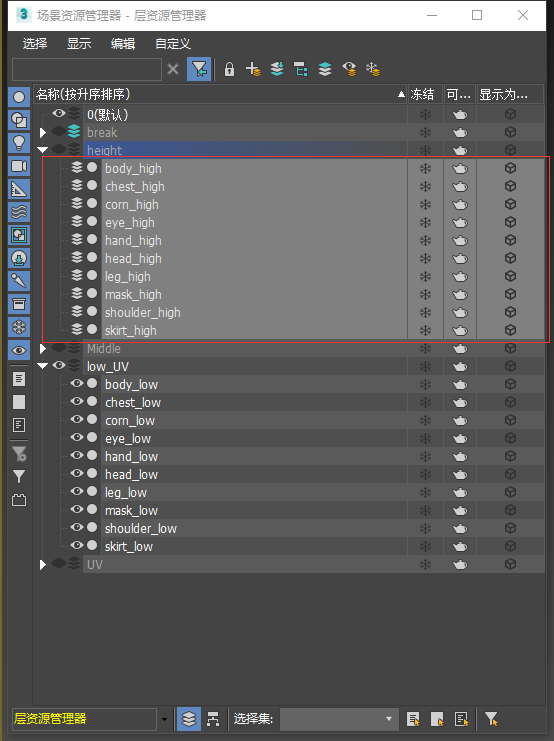 场景资源管理器 - 层资源管理器
选择 显示 编辑 自定义
名称(按升序排序) 冻结 可... 显示为...
0(默认)
break
height
body_high
chest_high
corn_high
eye_high
hand_high
head_high
leg_high
mask_high
shoulder_high
skirt_high
Middle
low_UV
body_low
chest_low
corn_low
eye_low
hand_low
head_low
leg_low
mask_low
shoulder_low
skirt_low
UV
层资源管理器 选择集: